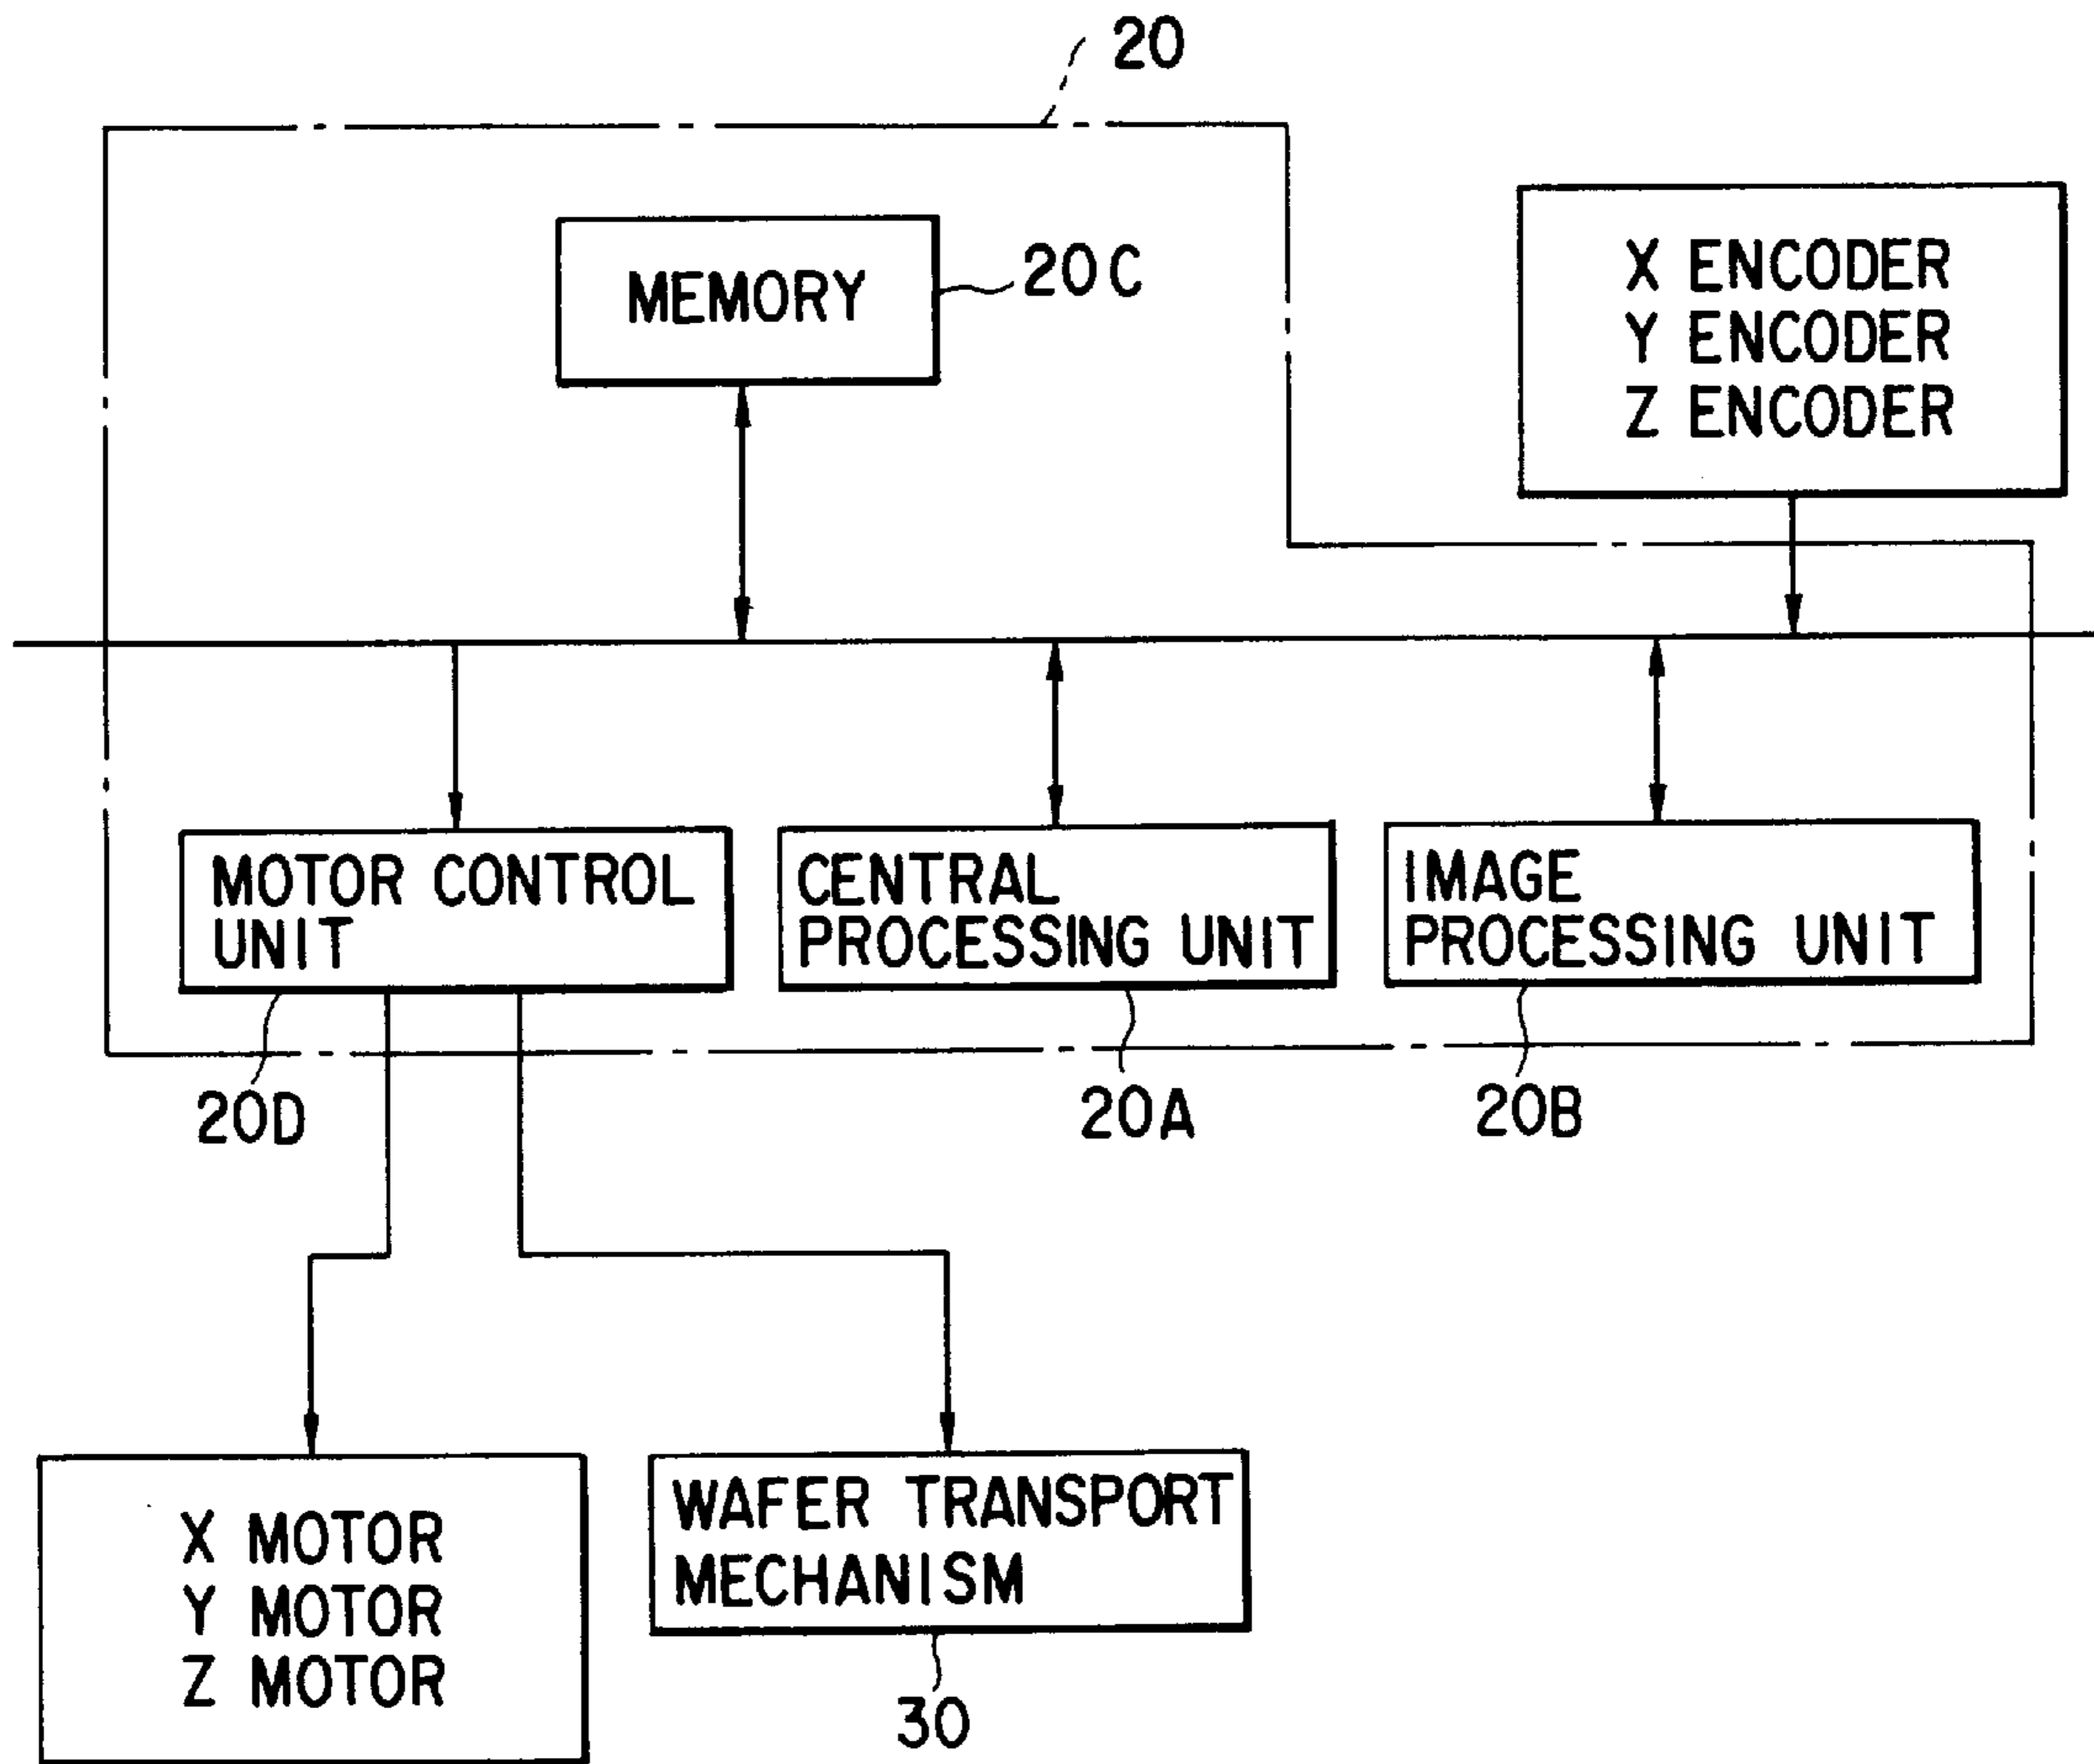 20
MEMORY
20C
X ENCODER
Y ENCODER
Z ENCODER
MOTOR CONTROL
UNIT
CENTRAL
PROCESSING UNIT
IMAGE
PROCESSING UNIT
20D
20A
20B
X MOTOR
Y MOTOR
Z MOTOR
WAFER TRANSPORT
MECHANISM
30